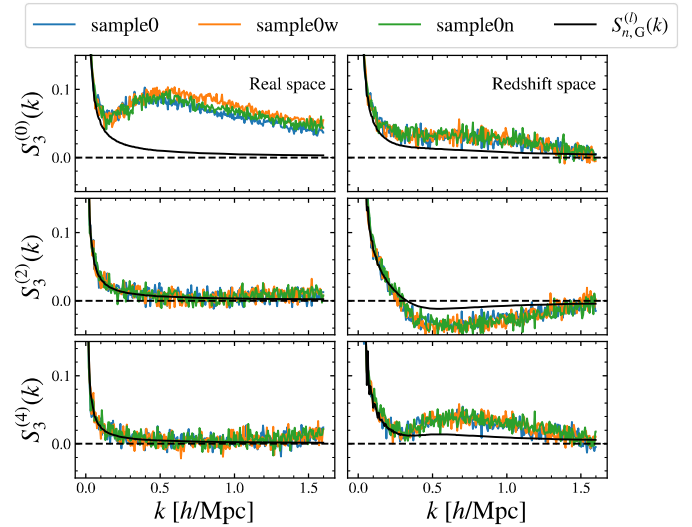 sample0 sample0w sample0n $S_{n,\mathrm{G}}^{(l)}(k)$
Real space Redshift space
$S_3^{(0)}(k)$
0.1
0.0
$S_3^{(2)}(k)$
0.1
0.0
$S_3^{(4)}(k)$
0.1
0.0
0.0 0.5 1.0 1.5 0.0 0.5 1.0 1.5
k [h/Mpc] k [h/Mpc]